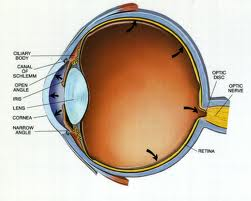 CILIARY
BODY
CANAL
OF
SCHLEMM
OPEN
ANGLE
IRIS
LENS
CORNEA
NARROW
ANGLE
OPTIC
DISC
OPTIC
NERVE
RETINA